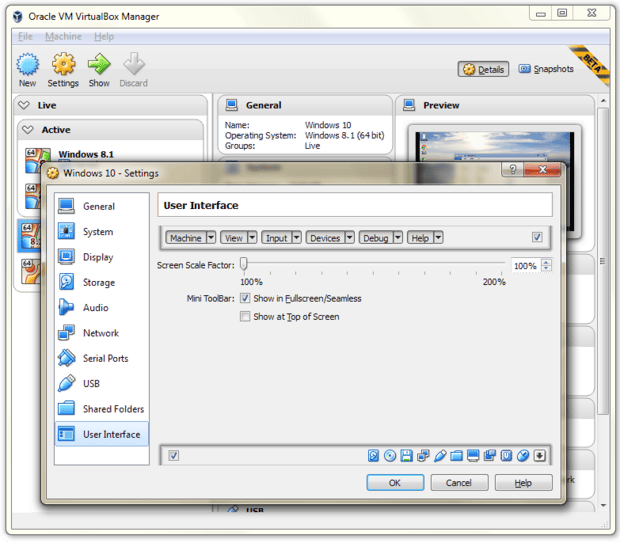 Oracle VM VirtualBox Manager
File Machine Help
New Settings Show Discard
Details Snapshots
BETA
Live
General
Preview
Active
Name: Windows 10
Operating System: Windows 8.1 (64 bit)
Groups: Live
64 Windows 8.1
System
Windows 10 - Settings
General
System
Display
Storage
Audio
Network
Serial Ports
USB
Shared Folders
User Interface
User Interface
Machine View Input Devices Debug Help
Screen Scale Factor: 100%
100% 200%
Mini ToolBar: Show in Fullscreen/Seamless
Show at Top of Screen
OK Cancel Help
USB